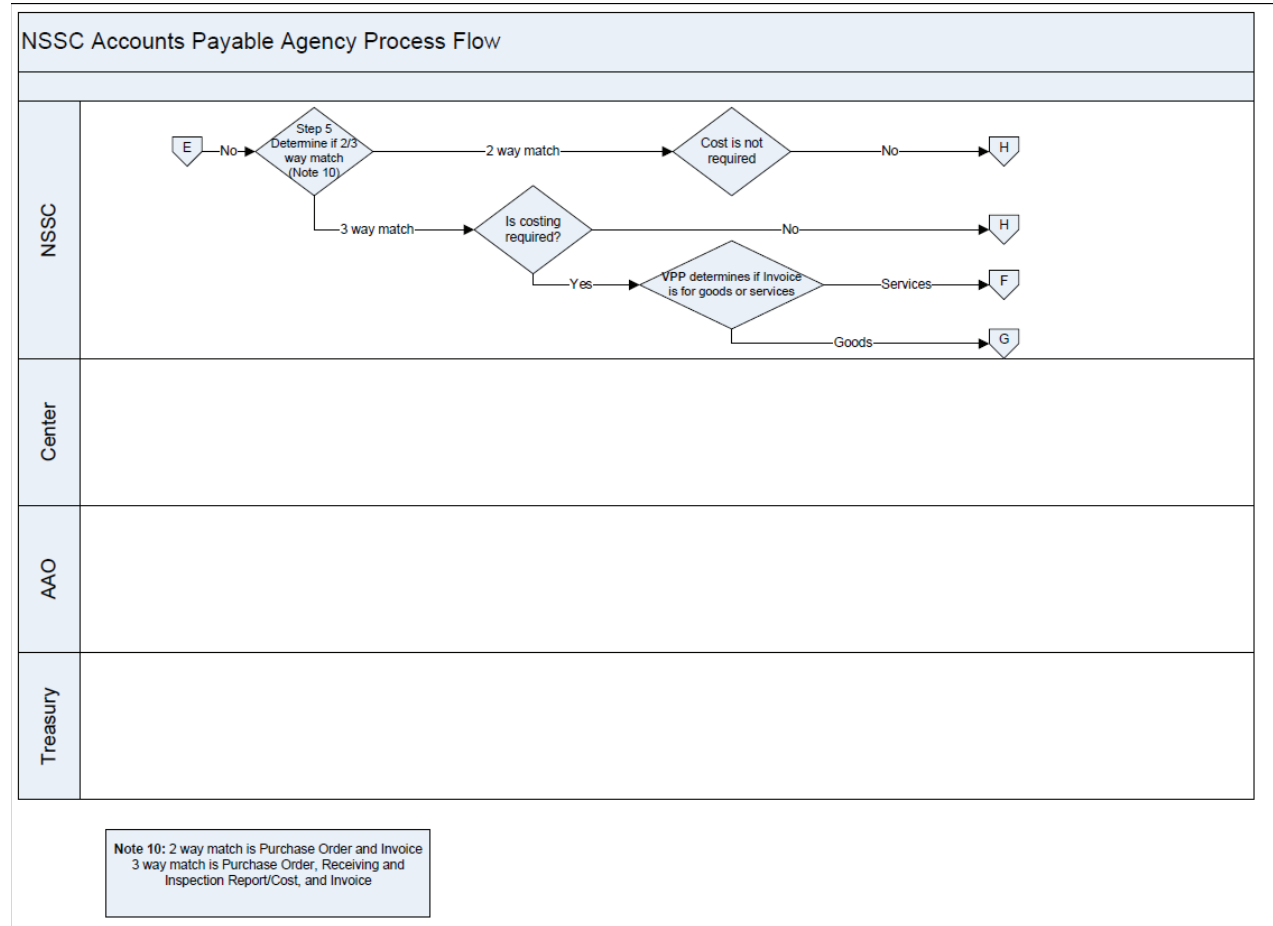 NSSC Accounts Payable Agency Process Flow
NSSC
E
No
Step 5
Determine if 2/3
way match
(Note 10)
2 way match
Cost is not
required
No
H
3 way match
Is costing
required?
No
H
Yes
VPP determines if Invoice
is for goods or services
Services
F
Goods
G
Center
AAO
Treasury
Note 10: 2 way match is Purchase Order and Invoice
3 way match is Purchase Order, Receiving and
Inspection Report/Cost, and Invoice